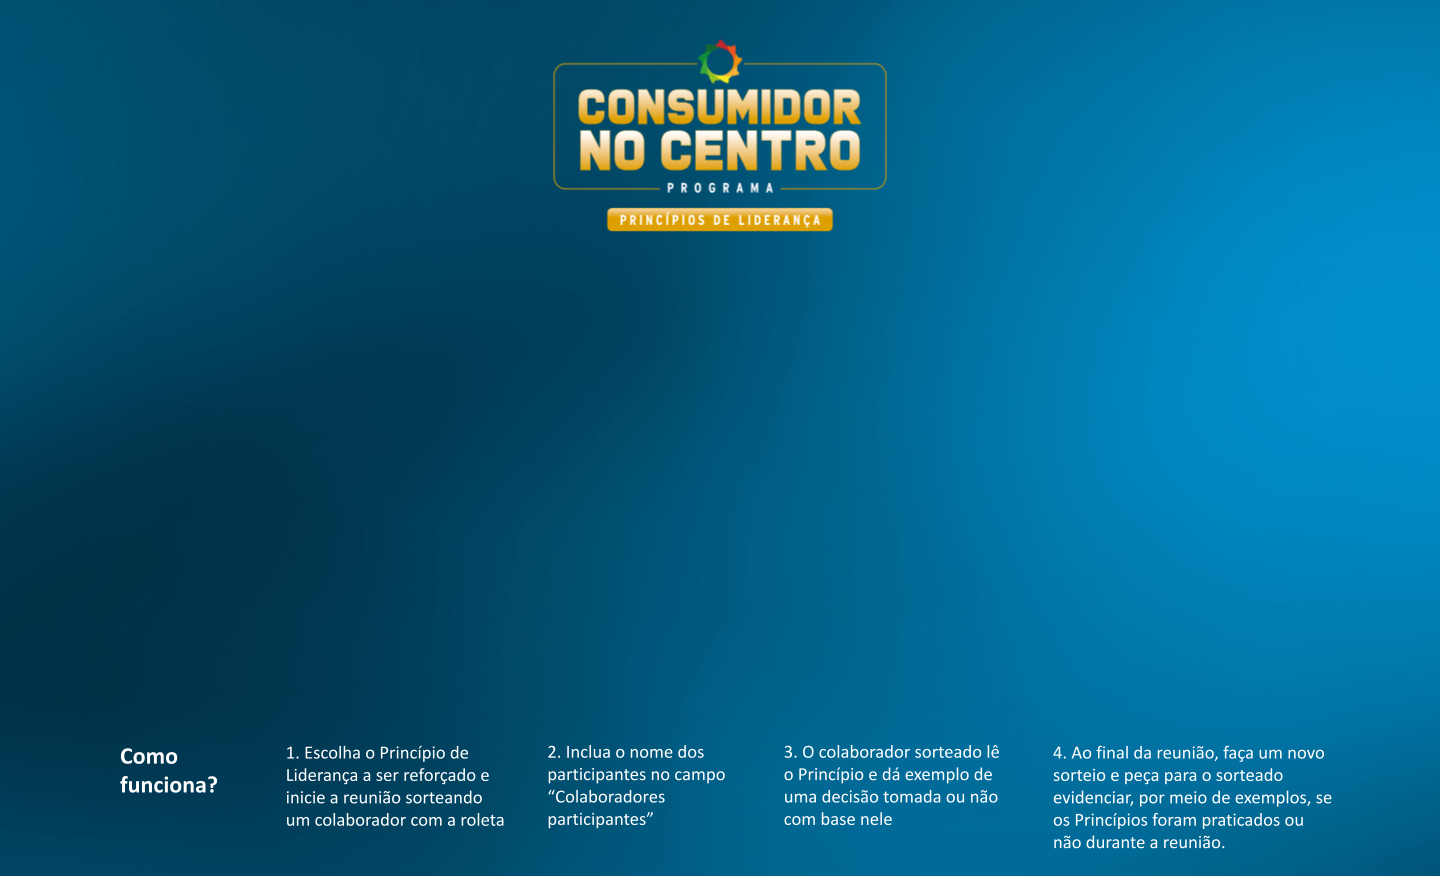 CONSUMIDOR
NO CENTRO
PROGRAMA
PRINCÍPIOS DE LIDERANÇA
Como
funciona?
1. Escolha o Princípio de
Liderança a ser reforçado e
inicie a reunião sorteando
um colaborador com a roleta
2. Inclua o nome dos
participantes no campo
“Colaboradores
participantes”
3. O colaborador sorteado lê
o Princípio e dá exemplo de
uma decisão tomada ou não
com base nele
4. Ao final da reunião, faça um novo
sorteio e peça para o sorteado
evidenciar, por meio de exemplos, se
os Princípios foram praticados ou
não durante a reunião.